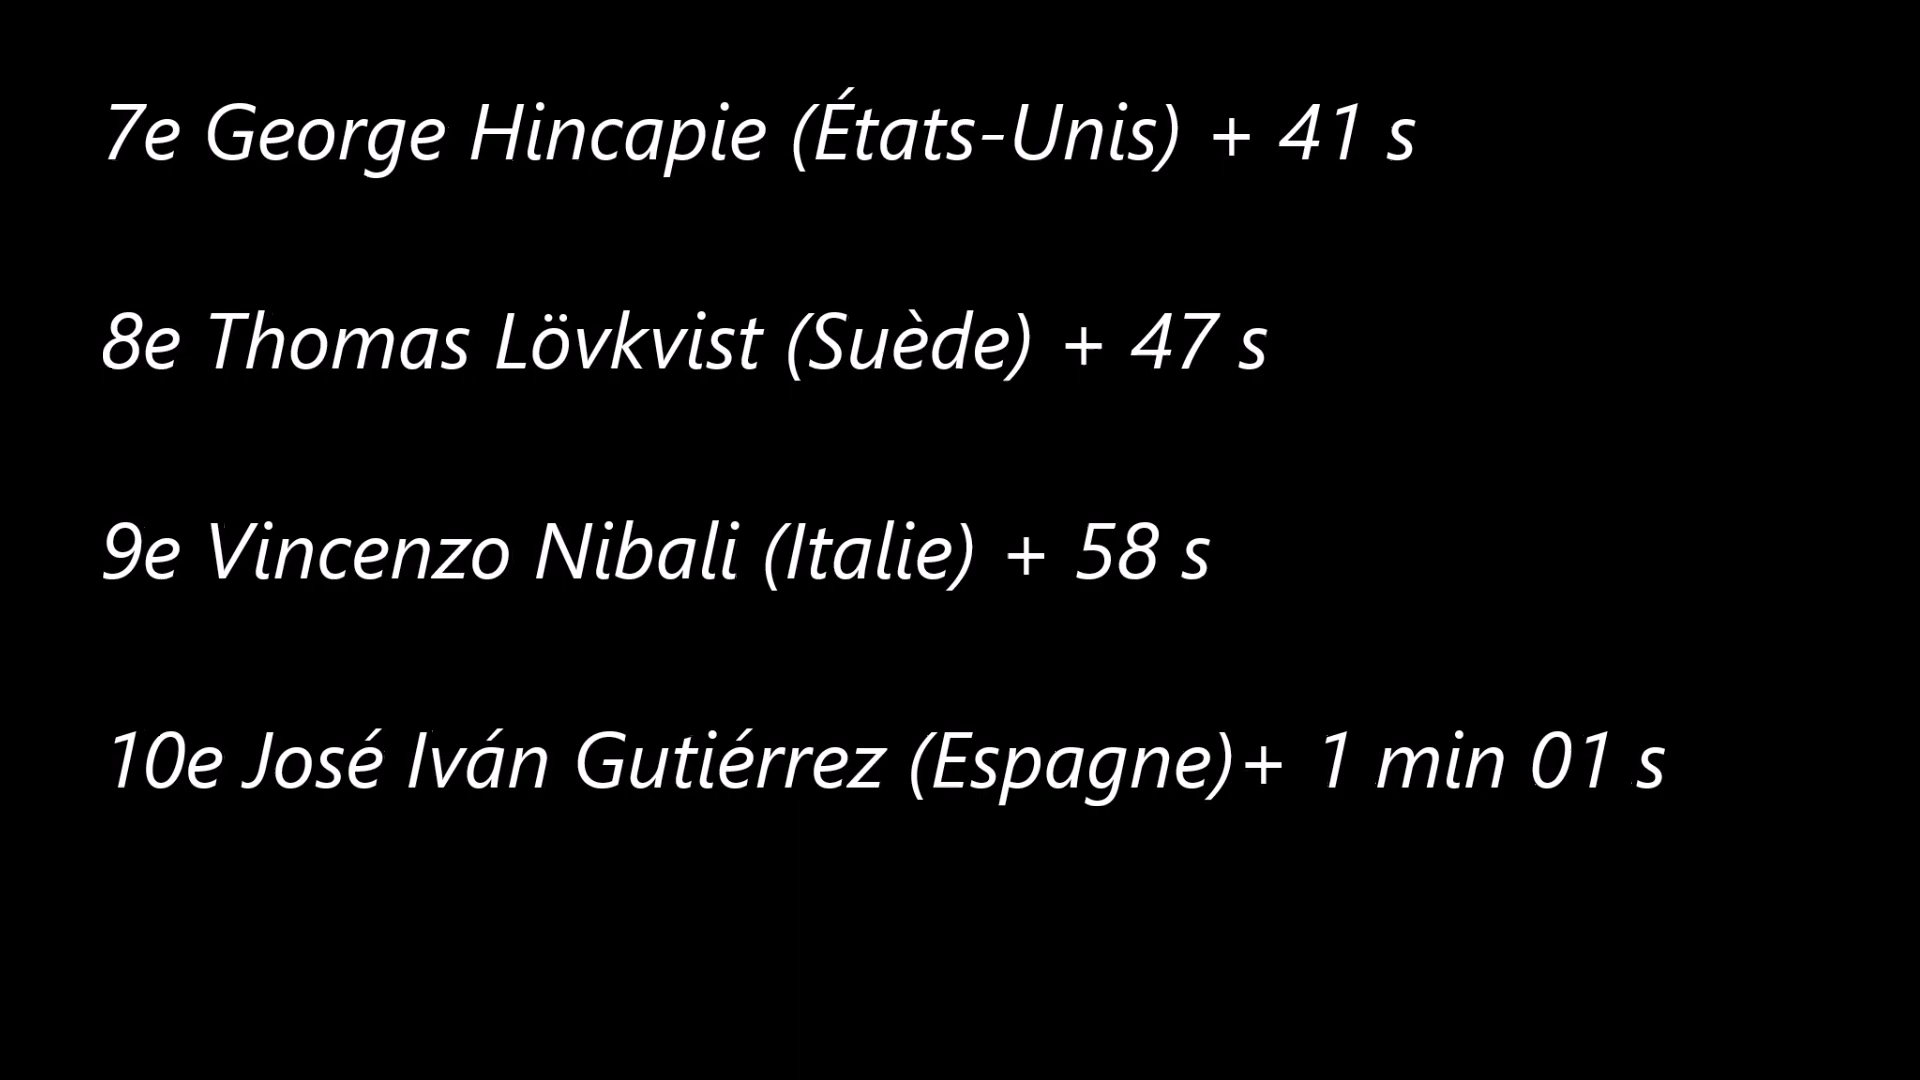 7e George Hincapie (États-Unis) + 41 s
8e Thomas Lövkvist (Suède) + 47 s
9e Vincenzo Nibali (Italie) + 58 s
10e José Iván Gutiérrez (Espagne)+ 1 min 01 s